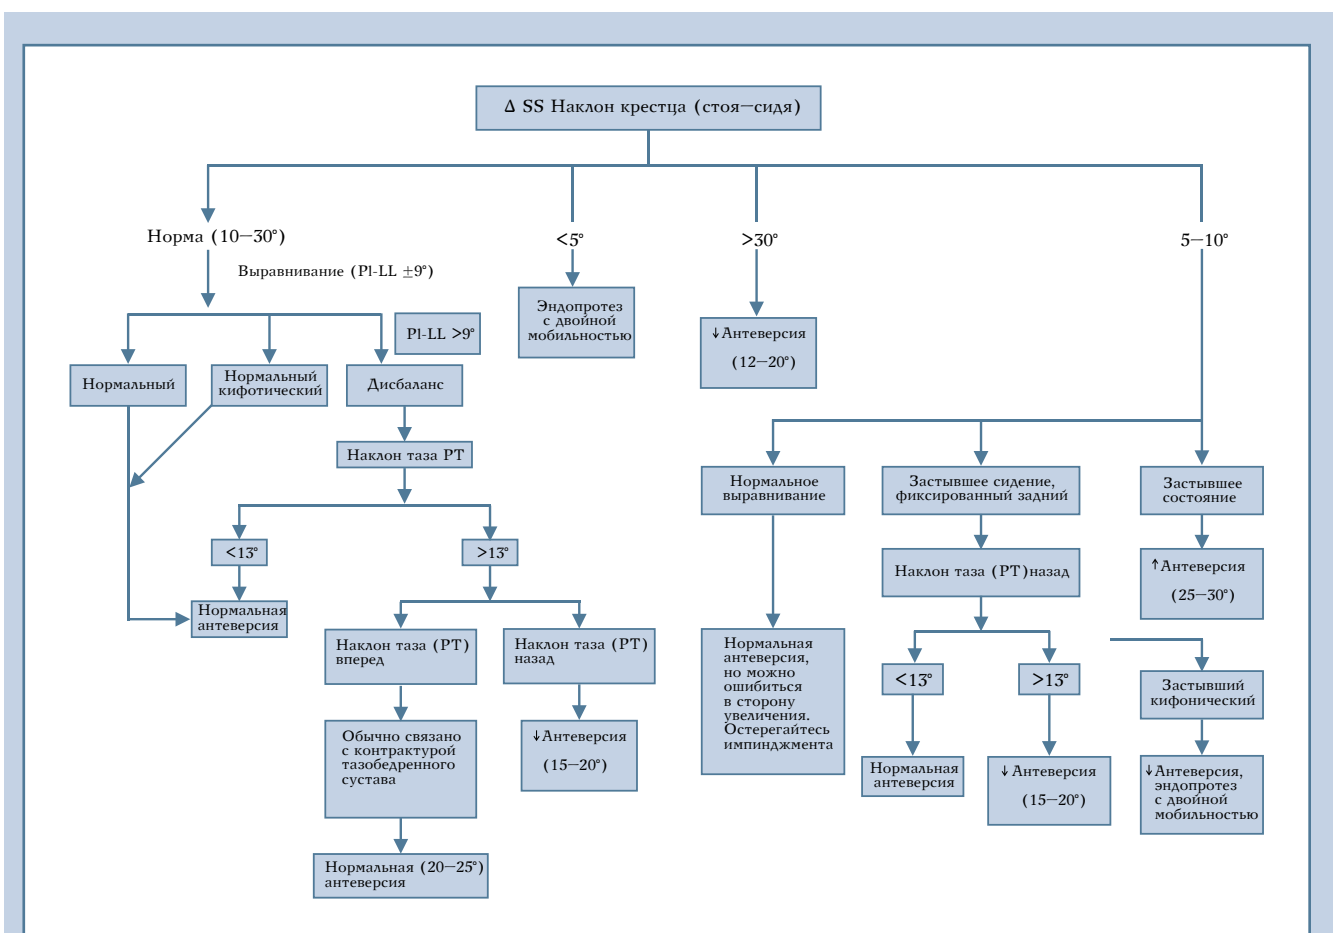 Δ SS Наклон крестца (стоя—сидя)
Норма (10—30°)
<5°
>30°
5—10°
Выравнивание (Pl-LL ±9°)
Эндопротез
с двойной
мобильностью
↓Антеверсия
(12—20°)
Pl-LL >9°
Нормальный
Нормальный
кифотический
Дисбаланс
Наклон таза PT
<13°
>13°
Нормальная
антеверсия
Наклон таза (PT)
вперед
Наклон таза (PT)
назад
Обычно связано
с контрактурой
тазобедренного
сустава
↓Антеверсия
(15—20°)
Нормальная (20—25°)
антеверсия
Нормальное
выравнивание
Застывшее сидение,
фиксированный задний
Застывшее
состояние
Наклон таза (PT)назад
↑Антеверсия
(25—30°)
Нормальная
антеверсия,
но можно
ошибиться
в сторону
увеличения.
Остерегайтесь
импинджмента
<13°
>13°
Застывший
кифонический
Нормальная
антеверсия
↓Антеверсия
(15—20°)
↓Антеверсия,
эндопротез
с двойной
мобильностью